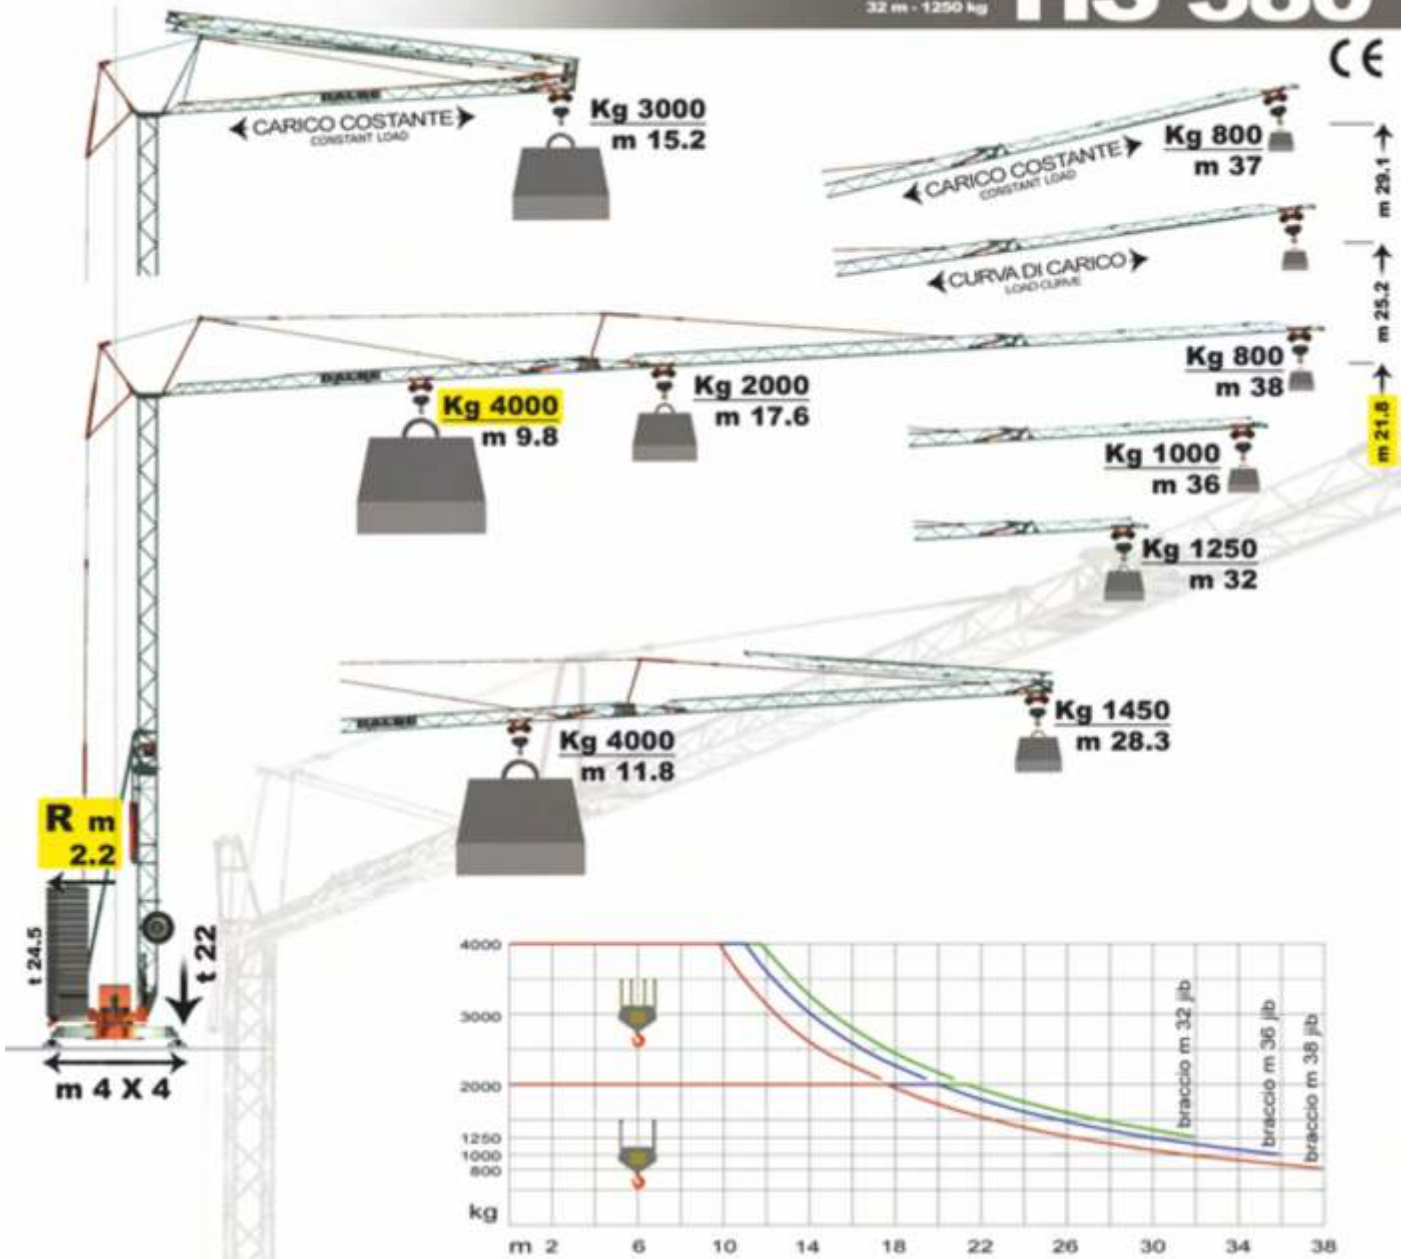 32 m - 1250 kg
HS 380
CE
Kg 3000
m 15.2
CARICO COSTANTE
CONSTANT LOAD
Kg 800
m 37
CARICO COSTANTE
CONSTANT LOAD
m 29.1
CURVA DI CARICO
LOAD CURVE
m 25.2
DALBE
Kg 4000
m 9.8
Kg 2000
m 17.6
Kg 800
m 38
m 21.8
Kg 1000
m 36
Kg 1250
m 32
DALBE
Kg 4000
m 11.8
Kg 1450
m 28.3
R m
2.2
t 24.5
t 22
m 4 X 4
4000
3000
2000
1250
1000
800
kg
braccio m 32 jib
braccio m 36 jib
braccio m 38 jib
m 2 6 10 14 18 22 26 30 34 38